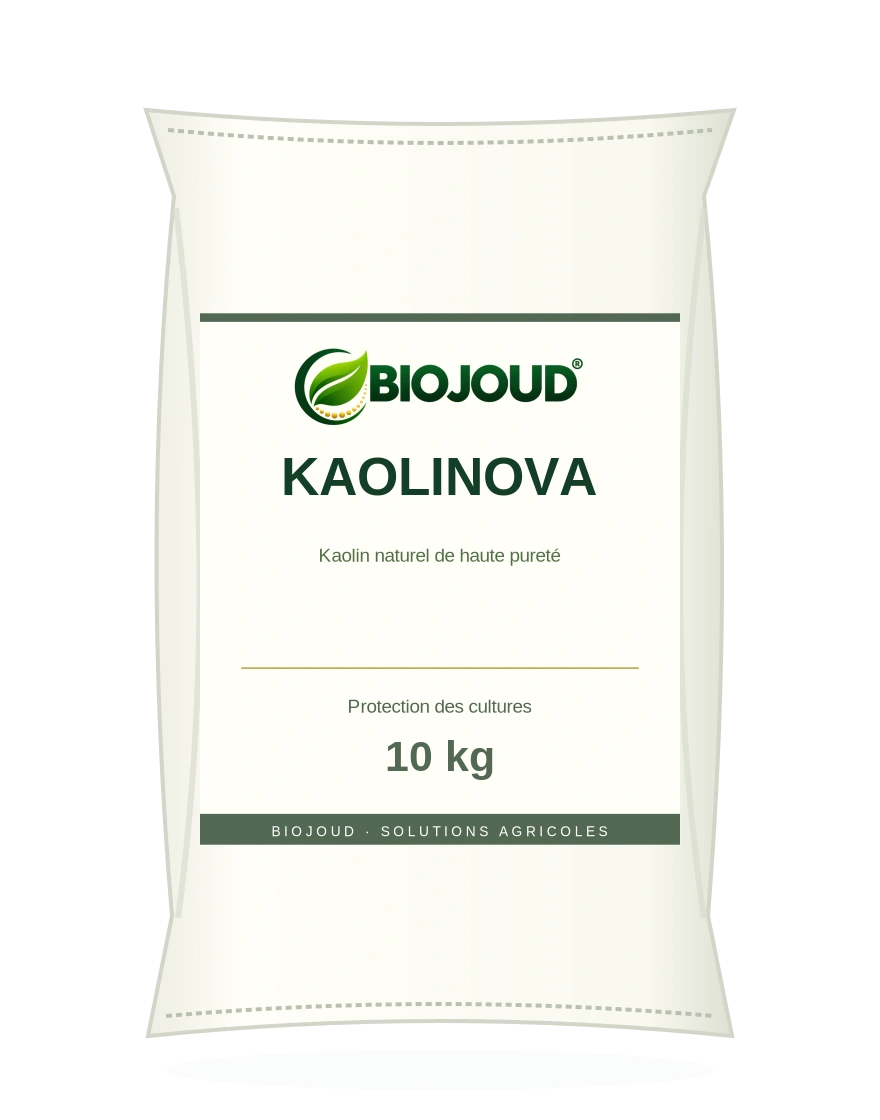 BIOJOUD®
KAOLINOVA
Kaolin naturel de haute pureté
Protection des cultures
10 kg
BIOJOUD · SOLUTIONS AGRICOLES